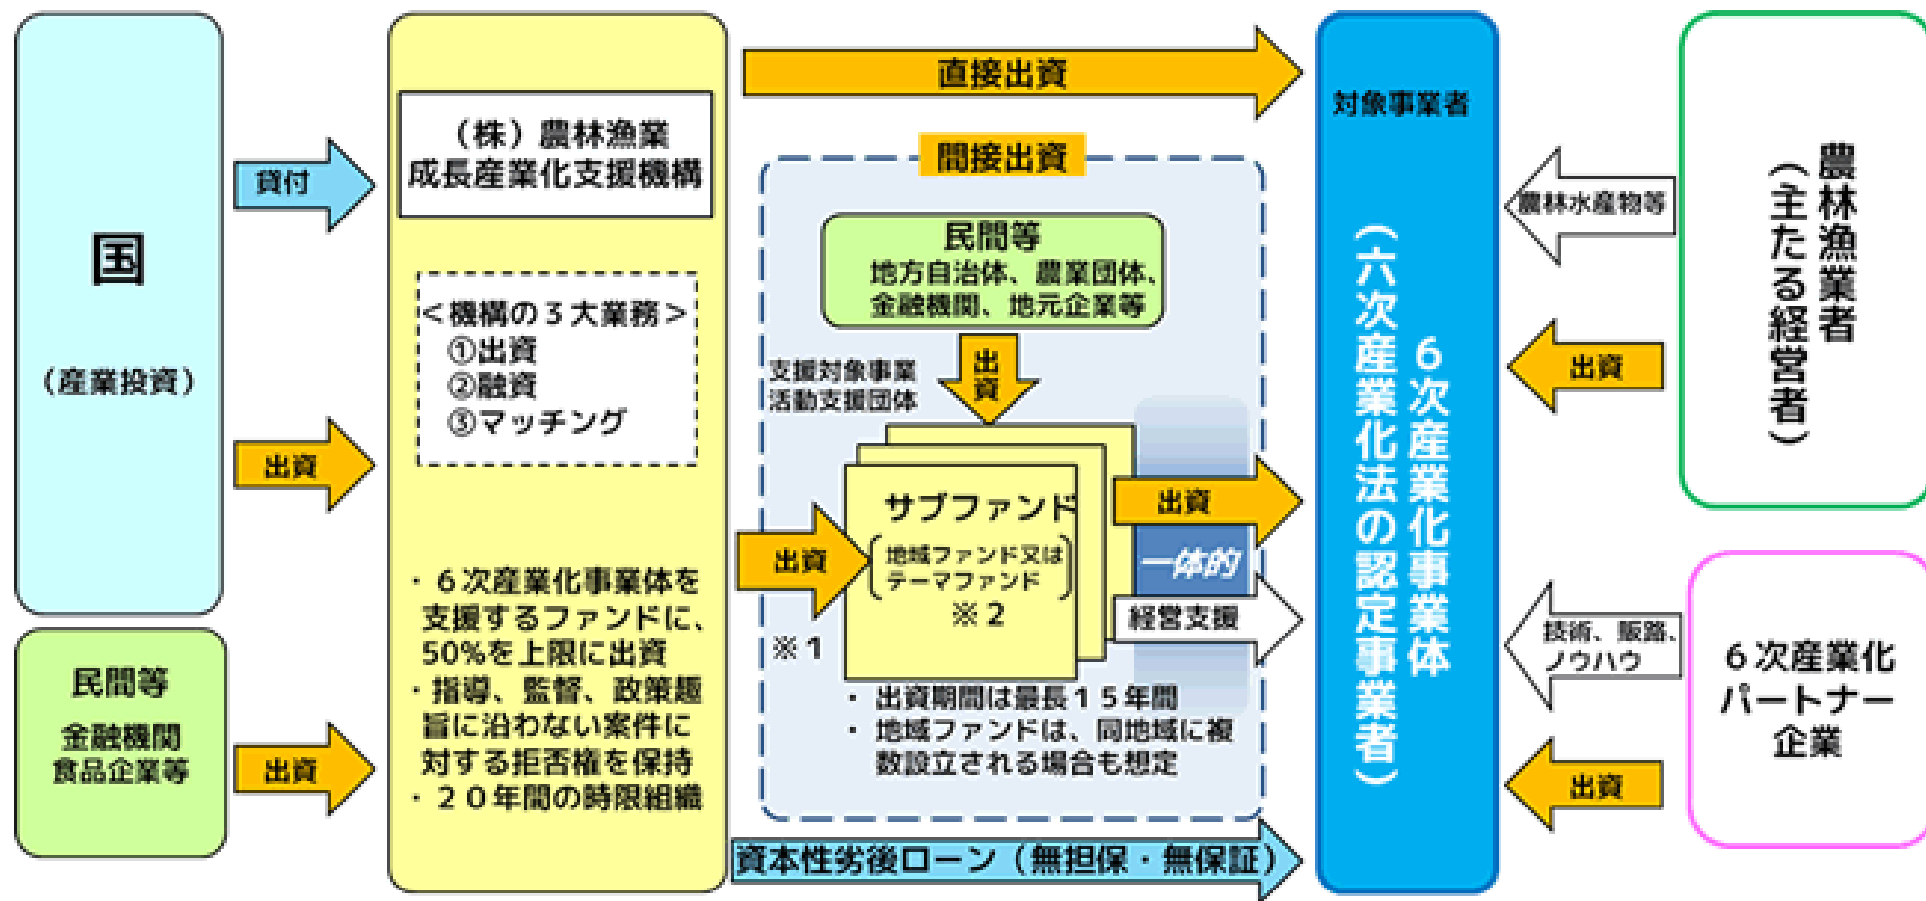 国
（産業投資）
民間等
金融機関
食品企業等
貸付
出資
出資
（株）農林漁業
成長産業化支援機構
＜機構の３大業務＞
①出資
②融資
③マッチング
・６次産業化事業体を
支援するファンドに、
50%を上限に出資
・指導、監督、政策趣
旨に沿わない案件に
対する拒否権を保持
・２０年間の時限組織
直接出資
間接出資
民間等
地方自治体、農業団体、
金融機関、地元企業等
出資
支援対象事業
活動支援団体
出資
※１
サブファンド
地域ファンド又は
テーマファンド
※２
出資
一体的
経営支援
・出資期間は最長１５年間
・地域ファンドは、同地域に複
数設立される場合も想定
資本性劣後ローン（無担保・無保証）
対象事業者
６次産業化事業体
（六次産業化法の認定事業者）
農林水産物等
出資
技術、販路、
ノウハウ
出資
農林漁業者
（主たる経営者）
６次産業化
パートナー
企業